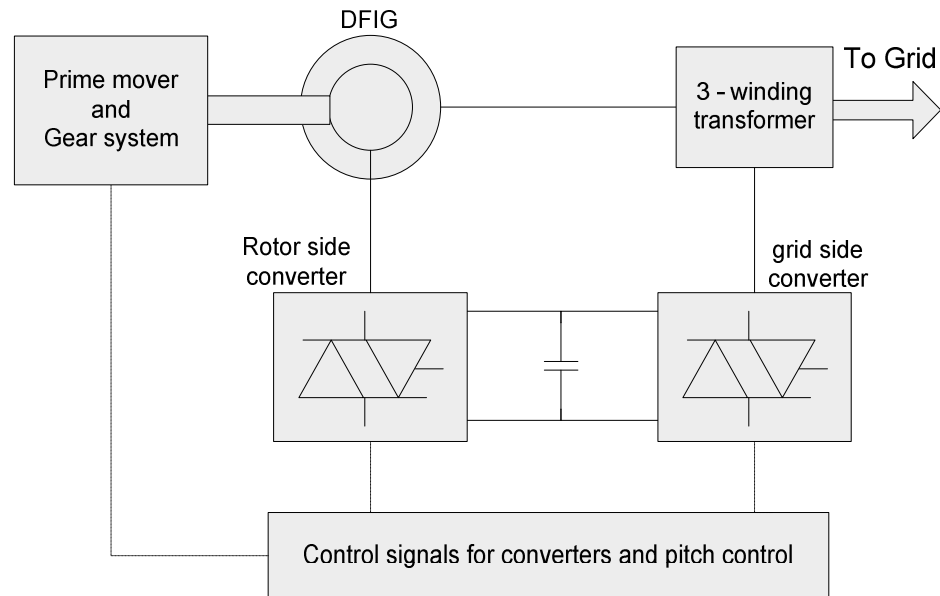 DFIG
To Grid
Prime mover
and
Gear system
3 - winding
transformer
Rotor side
converter
grid side
converter
Control signals for converters and pitch control